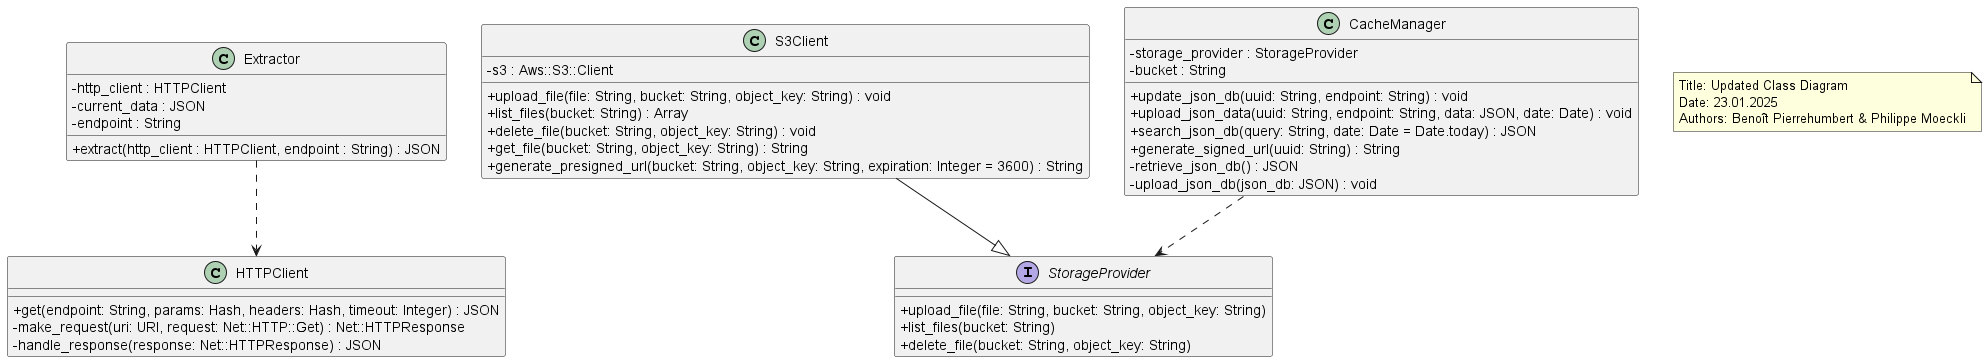 C Extractor
-http_client : HTTPClient
-current_data : JSON
-endpoint : String
+extract(http_client : HTTPClient, endpoint : String) : JSON
C S3Client
-s3 : Aws::S3::Client
+upload_file(file: String, bucket: String, object_key: String) : void
+list_files(bucket: String) : Array
+delete_file(bucket: String, object_key: String) : void
+get_file(bucket: String, object_key: String) : String
+generate_presigned_url(bucket: String, object_key: String, expiration: Integer = 3600) : String
C CacheManager
-storage_provider : StorageProvider
-bucket : String
+update_json_db(uuid: String, endpoint: String) : void
+upload_json_data(uuid: String, endpoint: String, data: JSON, date: Date) : void
+search_json_db(query: String, date: Date = Date.today) : JSON
+generate_signed_url(uuid: String) : String
-retrieve_json_db() : JSON
-upload_json_db(json_db: JSON) : void
Title: Updated Class Diagram
Date: 23.01.2025
Authors: Benoît Pierrehumbert & Philippe Moeckli
C HTTPClient
+get(endpoint: String, params: Hash, headers: Hash, timeout: Integer) : JSON
-make_request(uri: URI, request: Net::HTTP::Get) : Net::HTTPResponse
-handle_response(response: Net::HTTPResponse) : JSON
I StorageProvider
+upload_file(file: String, bucket: String, object_key: String)
+list_files(bucket: String)
+delete_file(bucket: String, object_key: String)